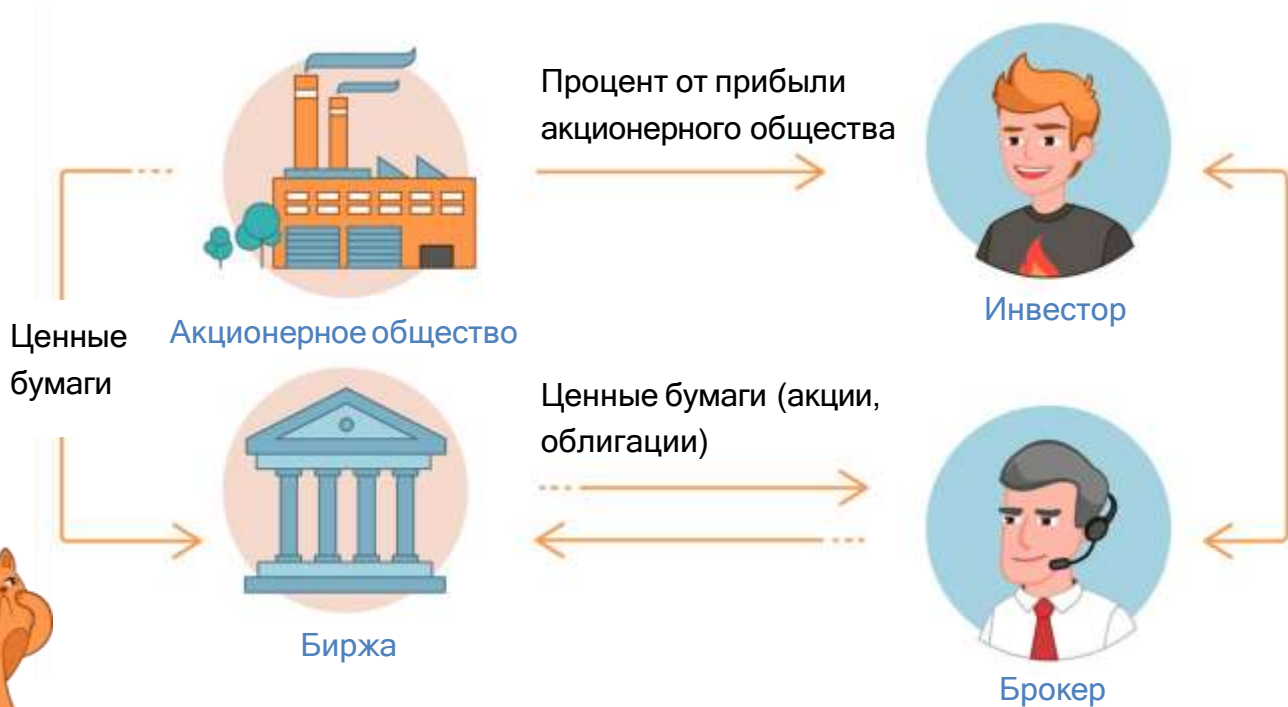 Процент от прибыли
акционерного общества
Инвестор
Ценные
бумаги
Акционерное общество
Ценные бумаги (акции,
облигации)
Биржа
Брокер